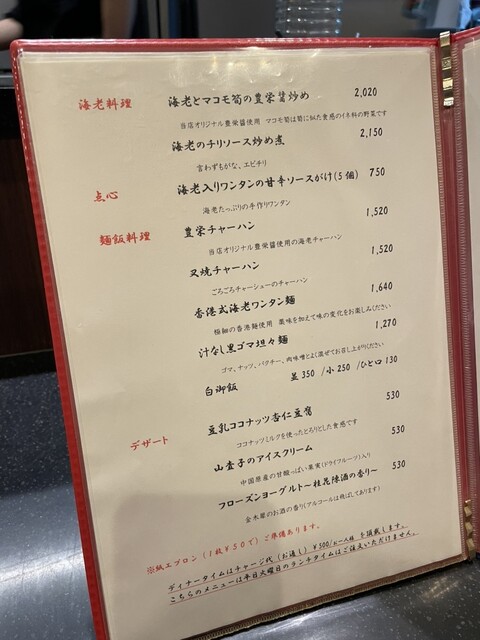 海老料理 海老とマコモ筍の豊栄醤炒め 2,020
当店オリジナル豊栄醤使用 マコモ筍は筍に似た食感のイネ科の野菜です
海老のチリソース炒め煮 2,150
言わずもがな、エビチリ
点心 海老入りワンタンの甘辛ソースがけ(5個) 750
海老たっぷりの手作りワンタン
麺飯料理 豊栄チャーハン 1,520
当店オリジナル豊栄醤使用の海老チャーハン
叉焼チャーハン 1,520
ごろごろチャーシューのチャーハン
香港式海老ワンタン麺 1,640
極細の香港麺使用 薬味を加えて味の変化をお楽しみください
汁なし黒ゴマ坦々麺 1,270
ゴマ、ナッツ、パクチー、肉味噌とよく混ぜてお召し上がりください
白御飯 並350 /小250 /ひと口130
デザート 豆乳ココナッツ杏仁豆腐 530
ココナッツミルクを使ったとろりとした食感です
山査子のアイスクリーム 530
中国原産の甘酸っぱい果実(ドライフルーツ)入り
フローズンヨーグルト～桂花陳酒の香り～ 530
金木犀のお酒の香り(アルコールは飛ばしてあります)
※紙エプロン(1枚¥50で)ご準備あります。
ディナータイムはチャージ代(お通し)¥500/お一人様 を頂戴します。
こちらのメニューは平日火曜日のランチタイムはご注文いただけません。